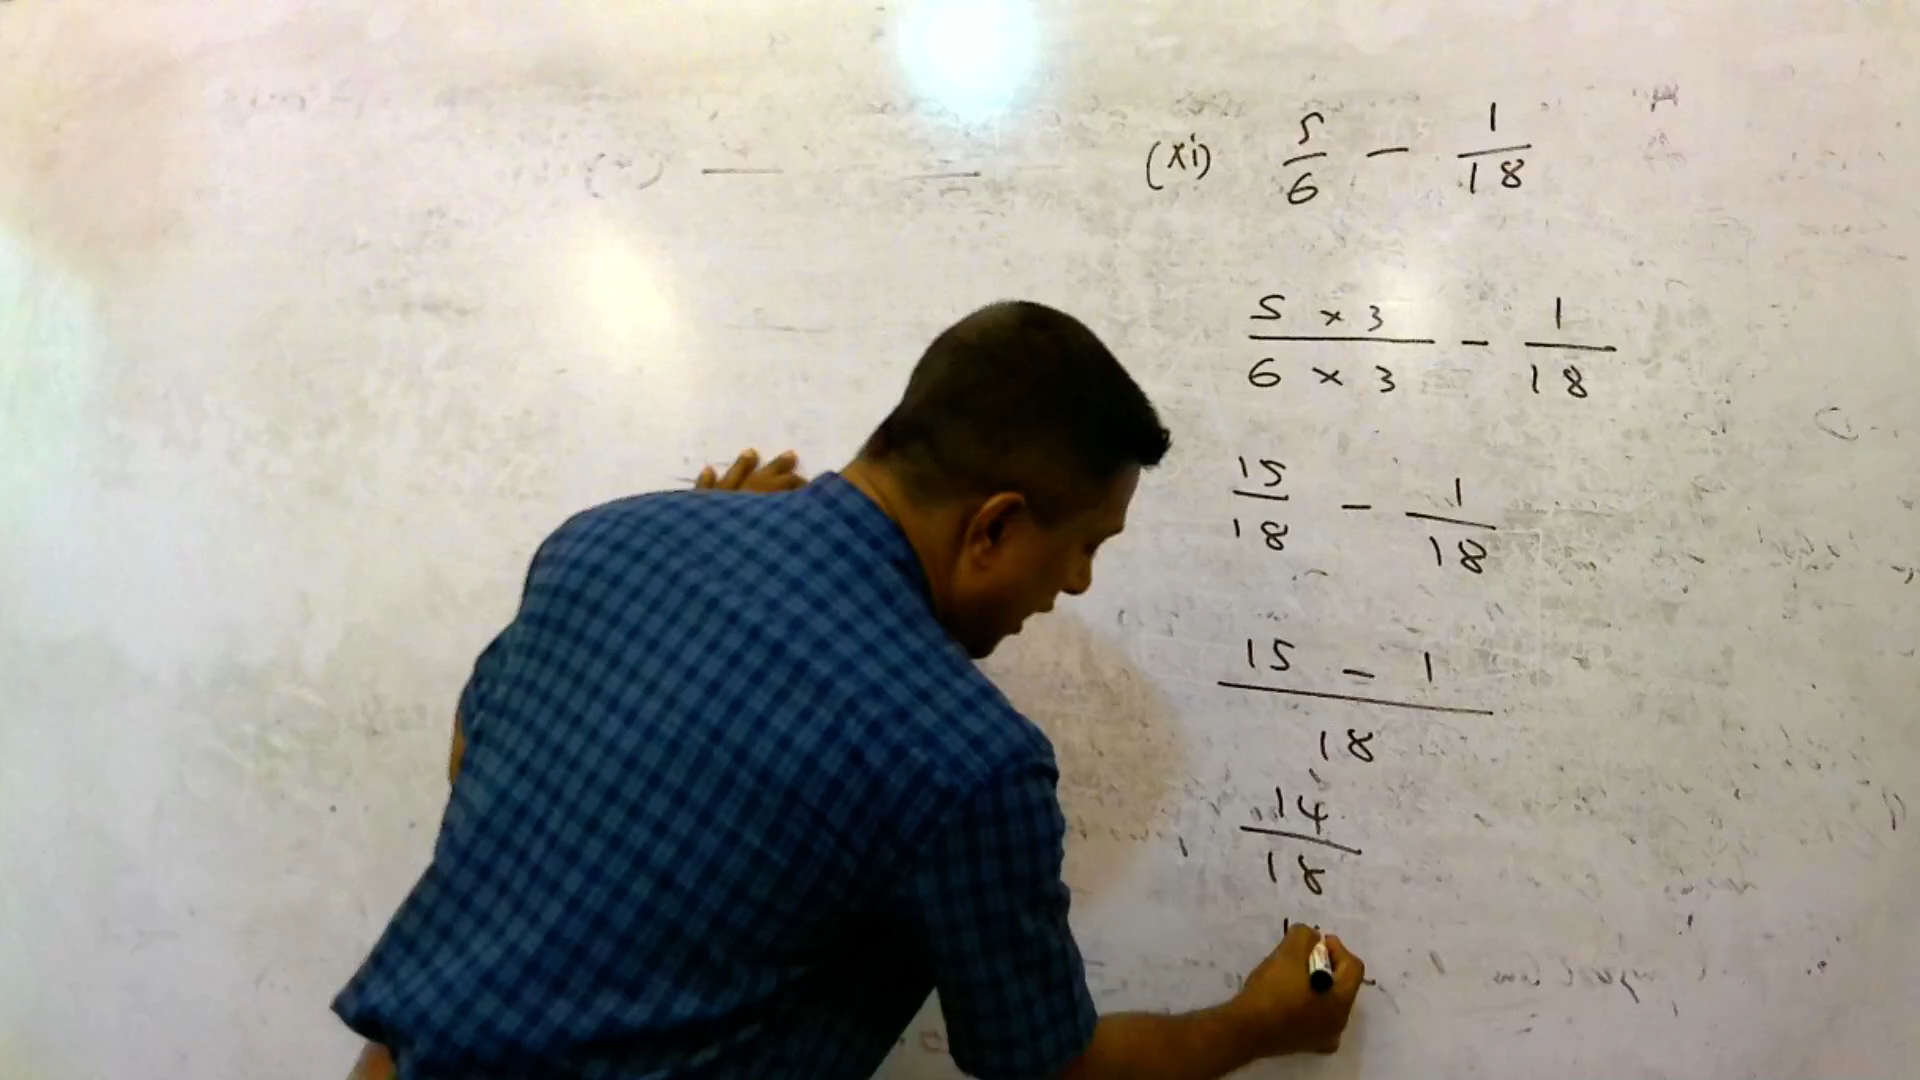 (xi) 5/6 - 1/18
5 x 3/6 x 3 - 1/18
15/18 - 1/18
15 - 1/18
14/18